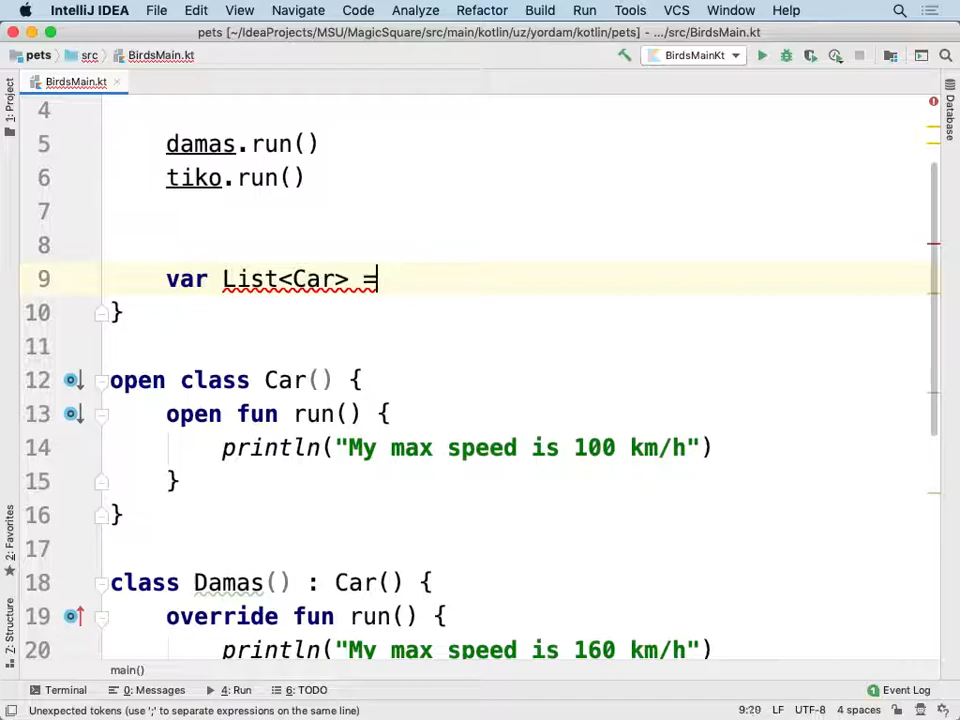 IntelliJ IDEA File Edit View Navigate Code Analyze Refactor Build Run Tools VCS Window Help
pets [~/IdeaProjects/MSU/MagicSquare/src/main/kotlin/uz/yordam/kotlin/pets] - .../src/BirdsMain.kt
pets src BirdsMain.kt BirdsMainKt
BirdsMain.kt
1: Project
Database
2: Favorites
7: Structure
4
5 damas.run()
6 tiko.run()
7
8
9 var List<Car> =
10 }
11
12 open class Car() {
13 open fun run() {
14 println("My max speed is 100 km/h")
15 }
16 }
17
18 class Damas() : Car() {
19 override fun run() {
20 println("My max speed is 160 km/h")
main()
Terminal 0: Messages 4: Run 6: TODO Event Log
Unexpected tokens (use ';' to separate expressions on the same line) 9:20 LF UTF-8 4 spaces